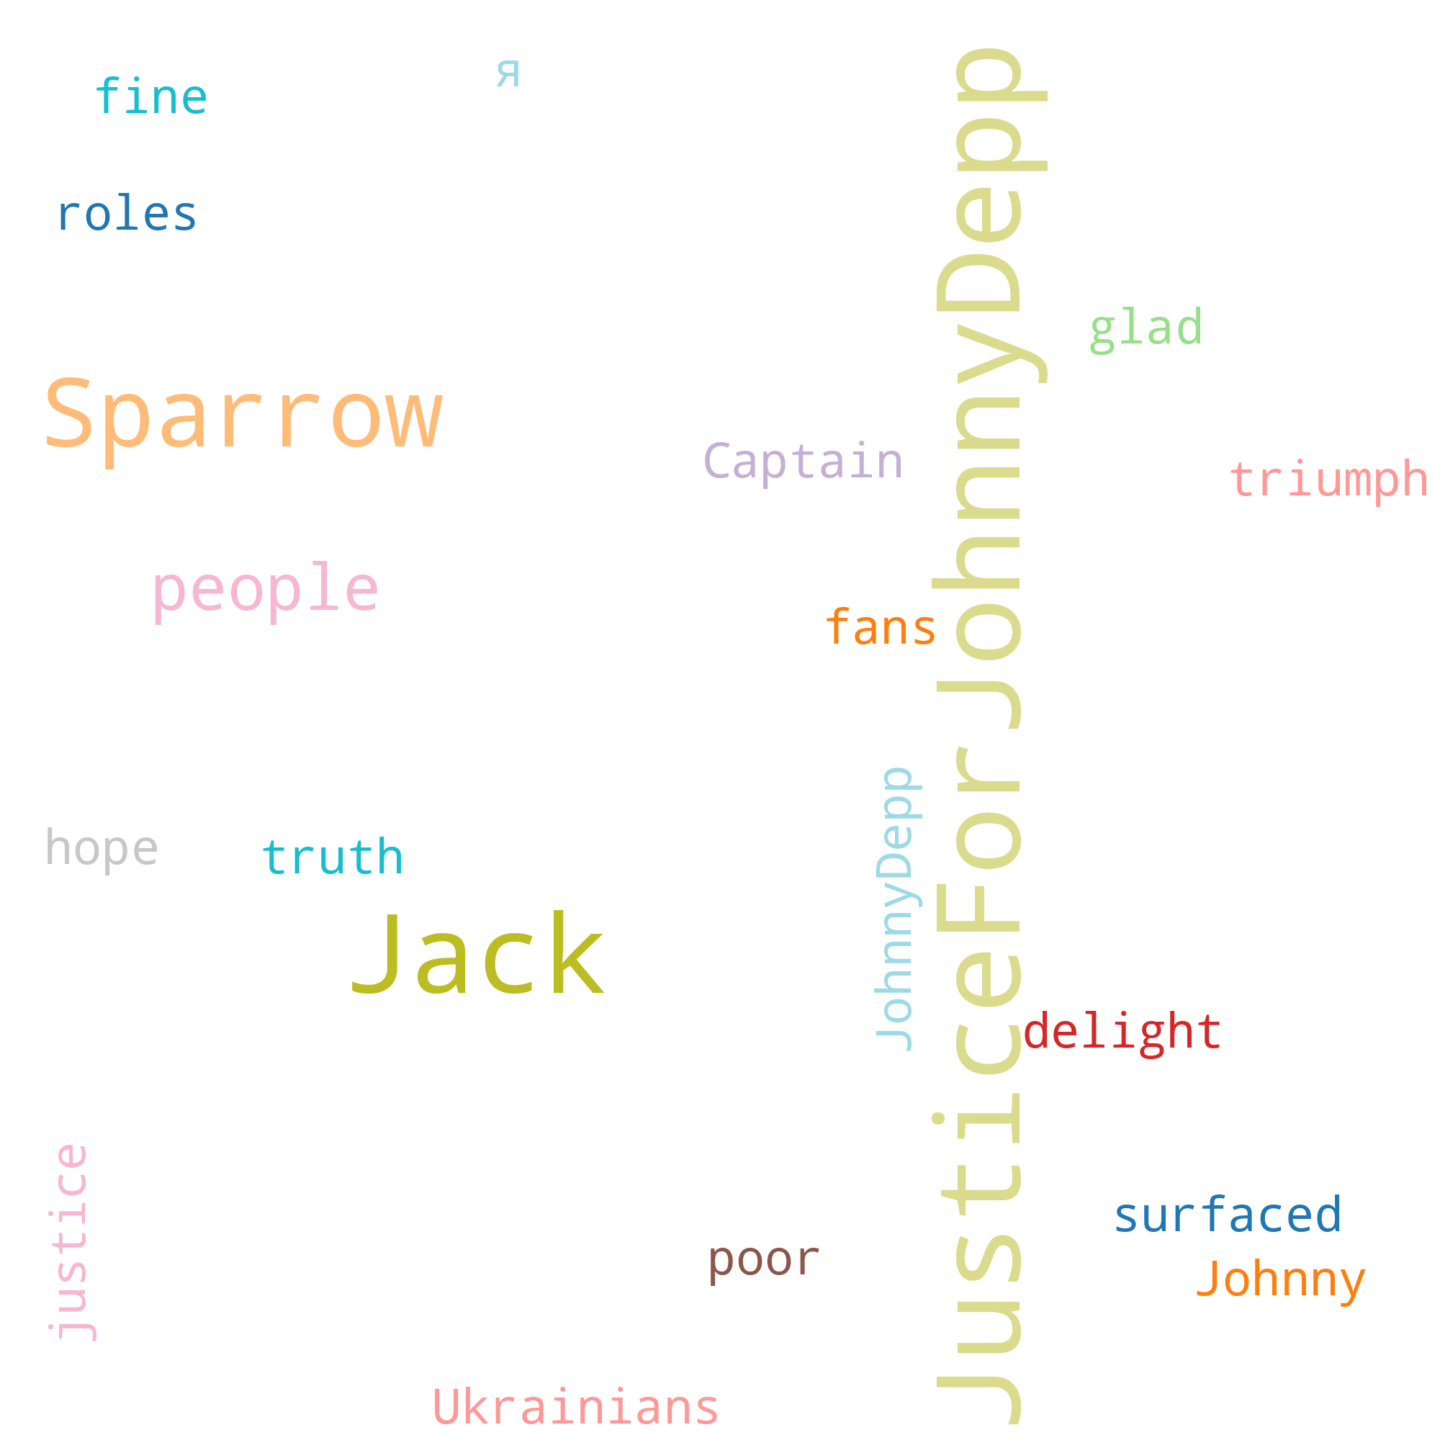 fine
я
roles
glad
Sparrow
Captain
triumph
people
fans
JusticeForJohnnyDepp
hope
truth
JohnnyDepp
Jack
delight
justice
surfaced
poor
Johnny
Ukrainians